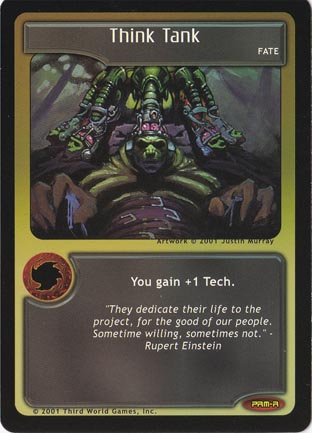 Think Tank
FATE
Artwork © 2001 Justin Murray
You gain +1 Tech.
"They dedicate their life to the
project, for the good of our people.
Sometime willing, sometimes not." -
Rupert Einstein
PRM-R
© 2001 Third World Games, Inc.